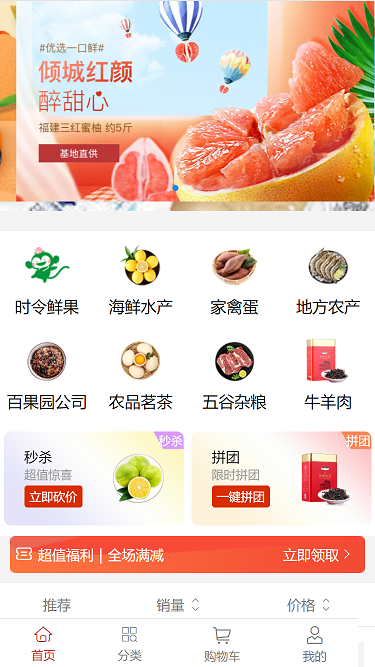 #优选一口鲜#
倾城红颜
醉甜心
福建三红蜜柚 约5斤
基地直供
时令鲜果 海鲜水产 家禽蛋 地方农产
百果园公司 农品茗茶 五谷杂粮 牛羊肉
秒杀
秒杀
超值惊喜
立即砍价
拼团
拼团
限时拼团
一键拼团
超值福利 | 全场满减 立即领取
推荐 销量 价格
首页 分类 购物车 我的